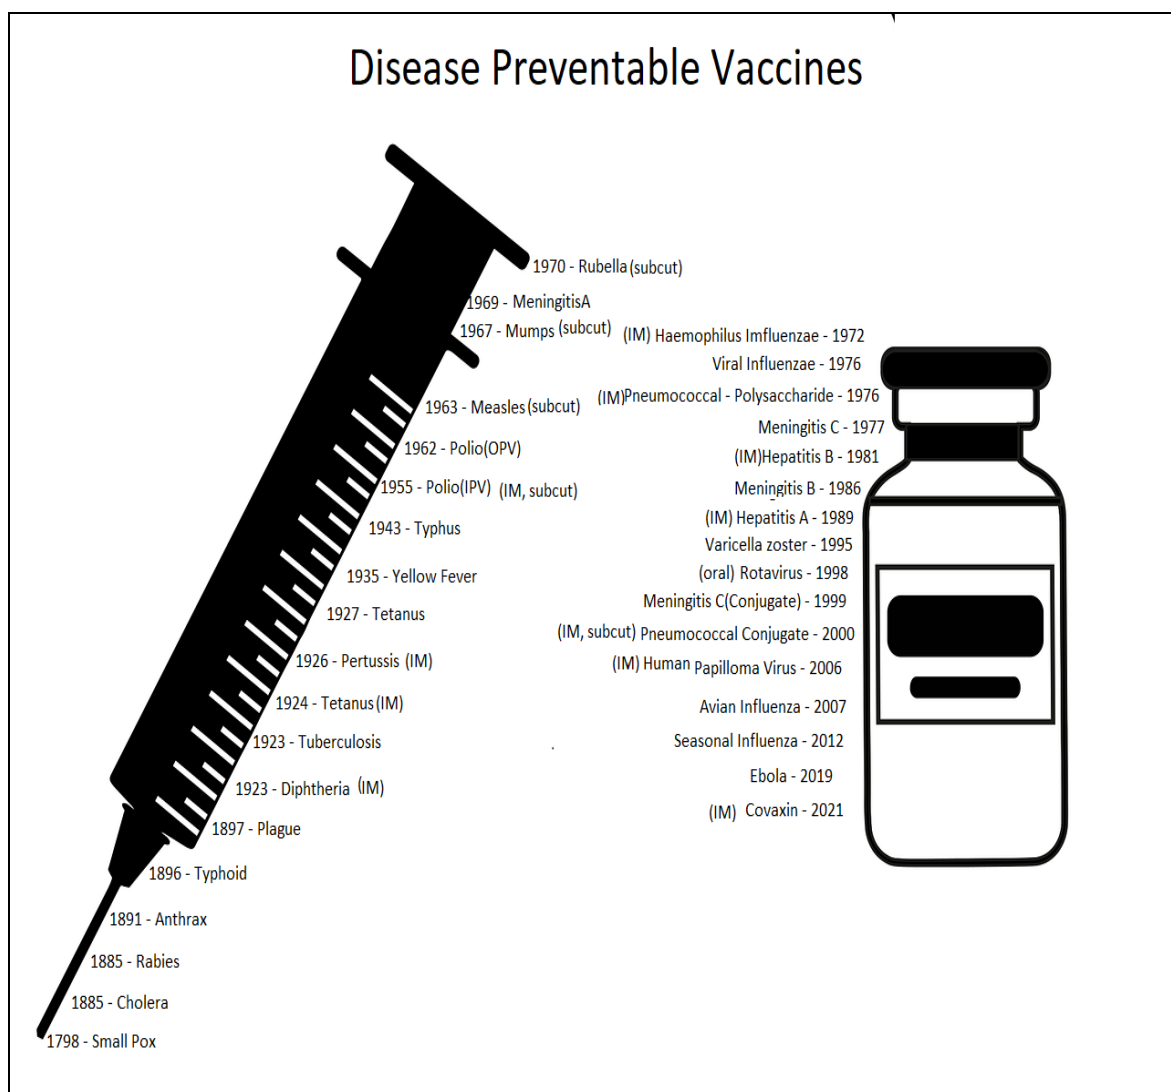 Disease Preventable Vaccines
1970 - Rubella (subcut)
1969 - MeningitisA
1967 - Mumps (subcut)
1963 - Measles (subcut)
1962 - Polio(OPV)
1955 - Polio(IPV) (IM, subcut)
1943 - Typhus
1935 - Yellow Fever
1927 - Tetanus
1926 - Pertussis (IM)
1924 - Tetanus (IM)
1923 - Tuberculosis
1923 - Diphtheria (IM)
1897 - Plague
1896 - Typhoid
1891 - Anthrax
1885 - Rabies
1885 - Cholera
1798 - Small Pox
(IM) Haemophilus Imfluenzae - 1972
Viral Influenzae - 1976
(IM)Pneumococcal - Polysaccharide - 1976
Meningitis C - 1977
(IM)Hepatitis B - 1981
Meningitis B - 1986
(IM) Hepatitis A - 1989
Varicella zoster - 1995
(oral) Rotavirus - 1998
Meningitis C(Conjugate) - 1999
(IM, subcut) Pneumococcal Conjugate - 2000
(IM) Human Papilloma Virus - 2006
Avian Influenza - 2007
Seasonal Influenza - 2012
Ebola - 2019
(IM) Covaxin - 2021